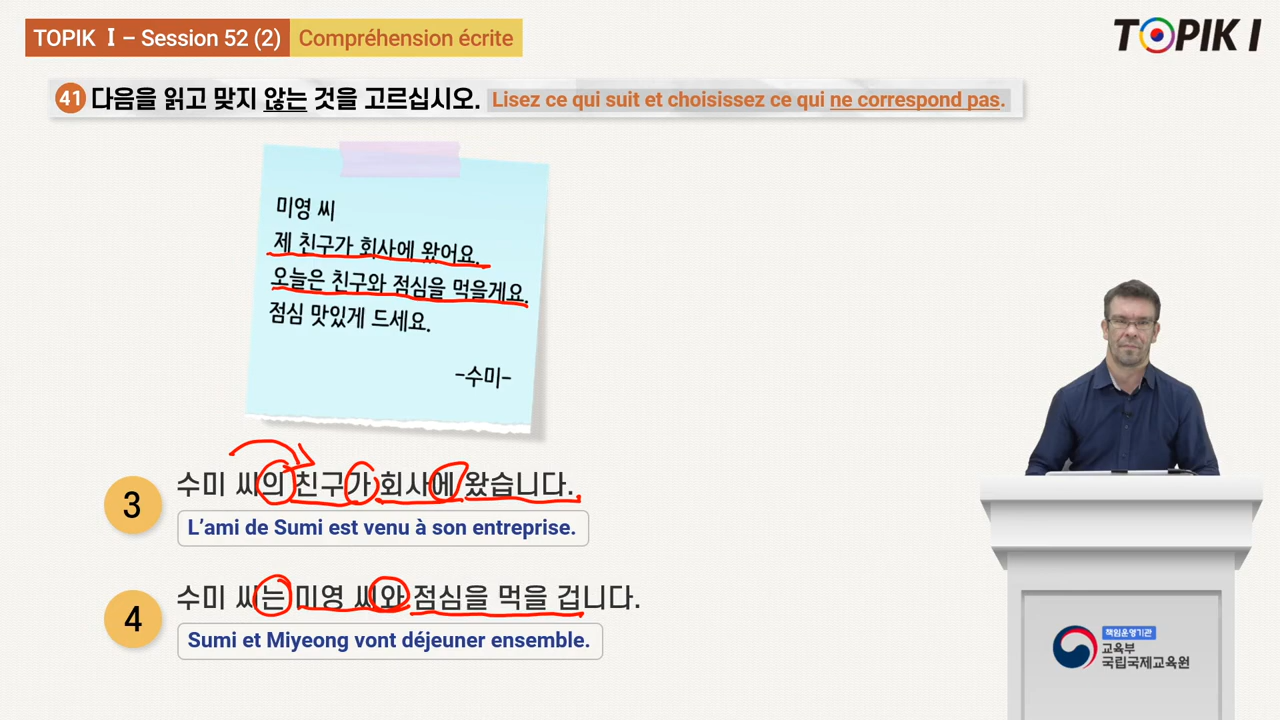 TOPIK Ⅰ – Session 52 (2) Compréhension écrite
TOPIK I
41 다음을 읽고 맞지 않는 것을 고르십시오. Lisez ce qui suit et choisissez ce qui ne correspond pas.
미영 씨
제 친구가 회사에 왔어요.
오늘은 친구와 점심을 먹을게요.
점심 맛있게 드세요.
-수미-
3 수미 씨의 친구가 회사에 왔습니다.
L'ami de Sumi est venu à son entreprise.
4 수미 씨는 미영 씨와 점심을 먹을 겁니다.
Sumi et Miyeong vont déjeuner ensemble.
책임운영기관
교육부
국립국제교육원